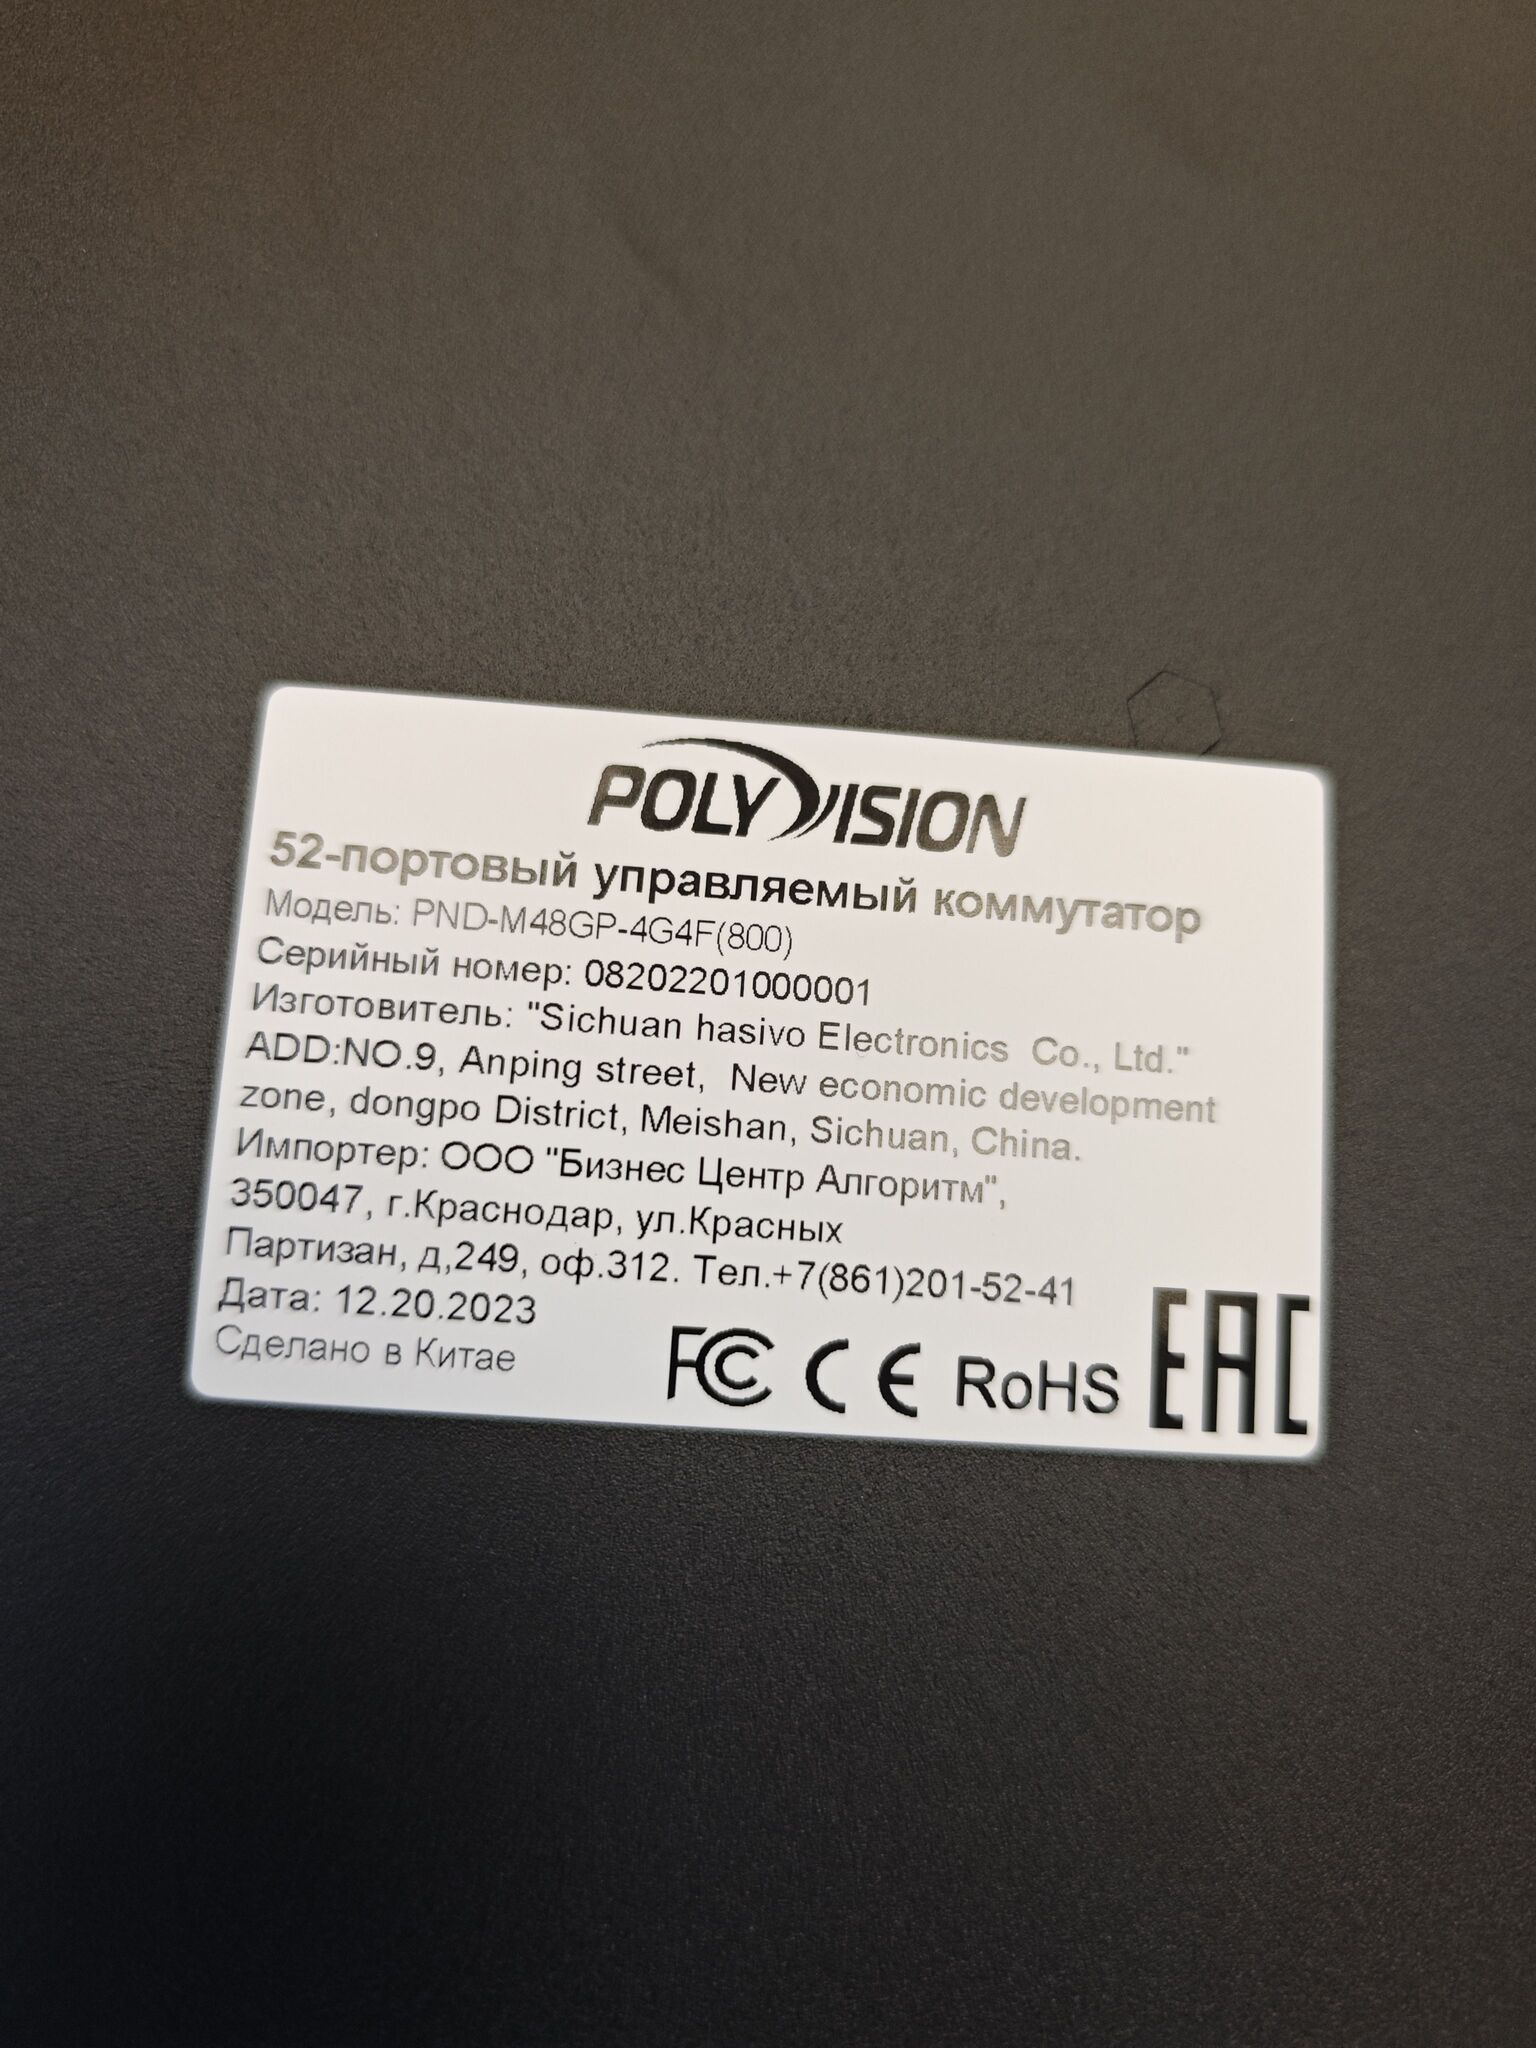 POLYVISION
52-портовый управляемый коммутатор
Модель: PND-M48GP-4G4F(800)
Серийный номер: 08202201000001
Изготовитель: "Sichuan hasivo Electronics Co., Ltd."
ADD:NO.9, Anping street, New economic development
zone, dongpo District, Meishan, Sichuan, China.
Импортер: ООО "Бизнес Центр Алгоритм",
350047, г.Краснодар, ул.Красных
Партизан, д,249, оф.312. Тел.+7(861)201-52-41
Дата: 12.20.2023
Сделано в Китае
FC CE RoHS EAC